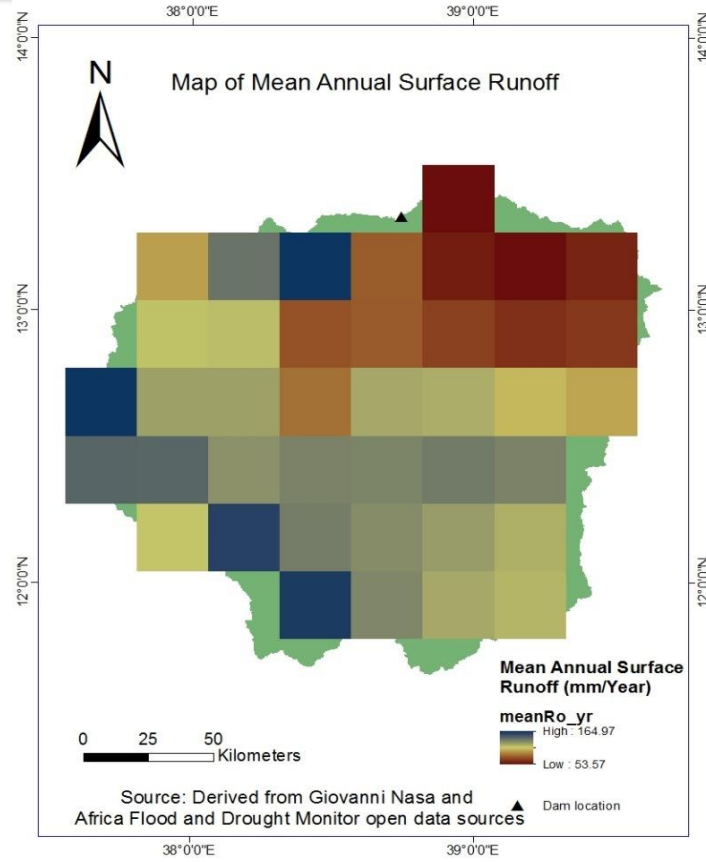 38°0'0"E 39°0'0"E
14°0'0"N 14°0'0"N
N
Map of Mean Annual Surface Runoff
13°0'0"N 13°0'0"N
12°0'0"N 12°0'0"N
Mean Annual Surface
Runoff (mm/Year)
meanRo_yr
High : 164.97
Low : 53.57
0 25 50
Kilometers
Dam location
Source: Derived from Giovanni Nasa and
Africa Flood and Drought Monitor open data sources
38°0'0"E 39°0'0"E